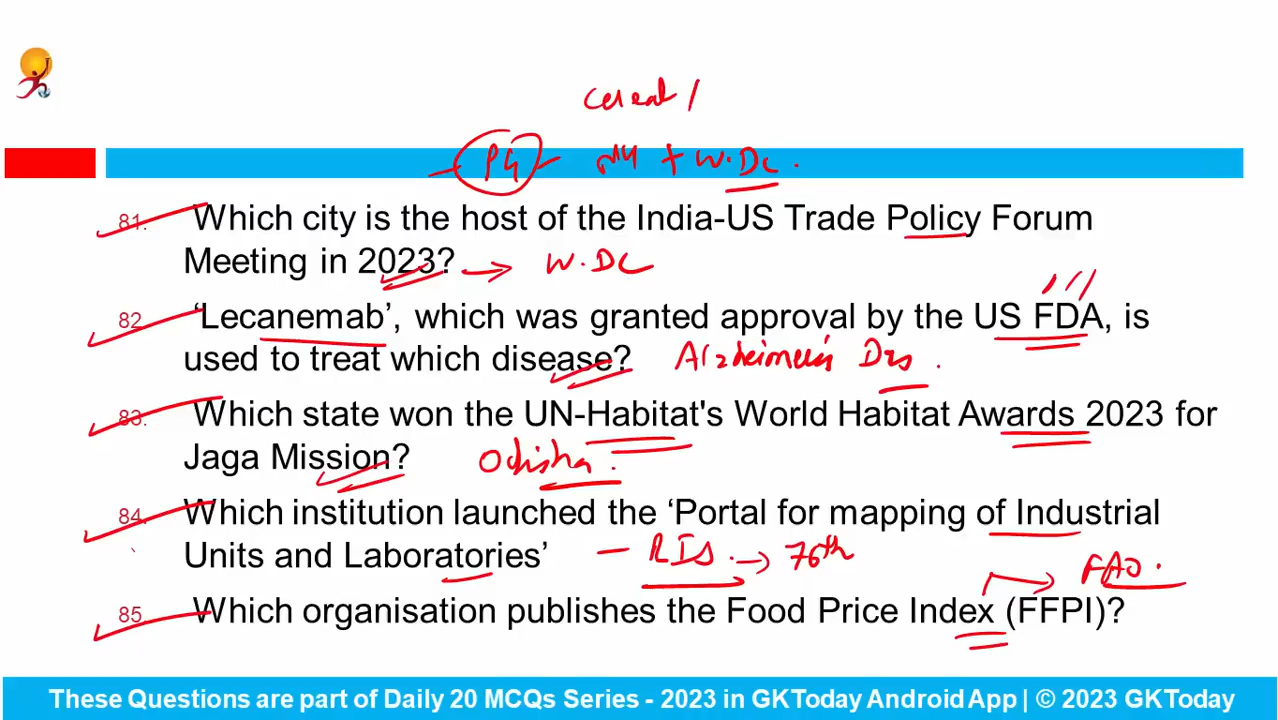 cereal /
PG NY + W.DC.
81. Which city is the host of the India-US Trade Policy Forum
Meeting in 2023? → W.DC
82. ‘Lecanemab’, which was granted approval by the US FDA, is
used to treat which disease? Alzheimer's Dis.
83. Which state won the UN-Habitat's World Habitat Awards 2023 for
Jaga Mission? Odisha.
84. Which institution launched the ‘Portal for mapping of Industrial
Units and Laboratories’ – BIS. → 76th
FAO.
85. Which organisation publishes the Food Price Index (FFPI)?
These Questions are part of Daily 20 MCQs Series - 2023 in GKToday Android App | © 2023 GKToday